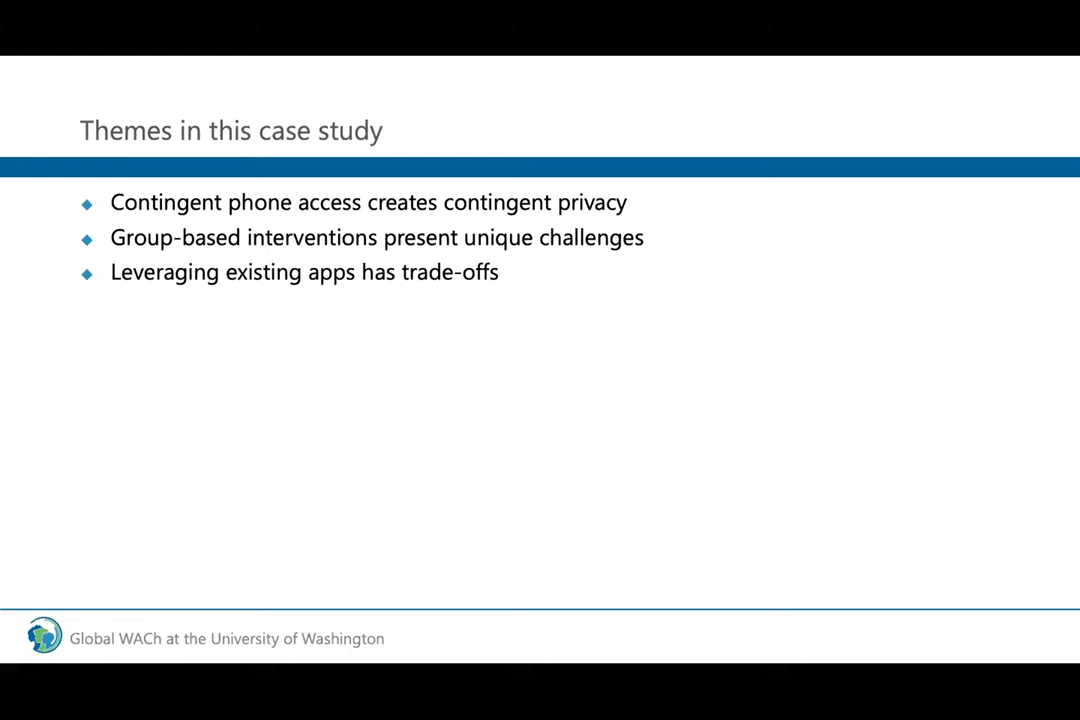 Themes in this case study
Contingent phone access creates contingent privacy
Group-based interventions present unique challenges
Leveraging existing apps has trade-offs
Global WACh at the University of Washington